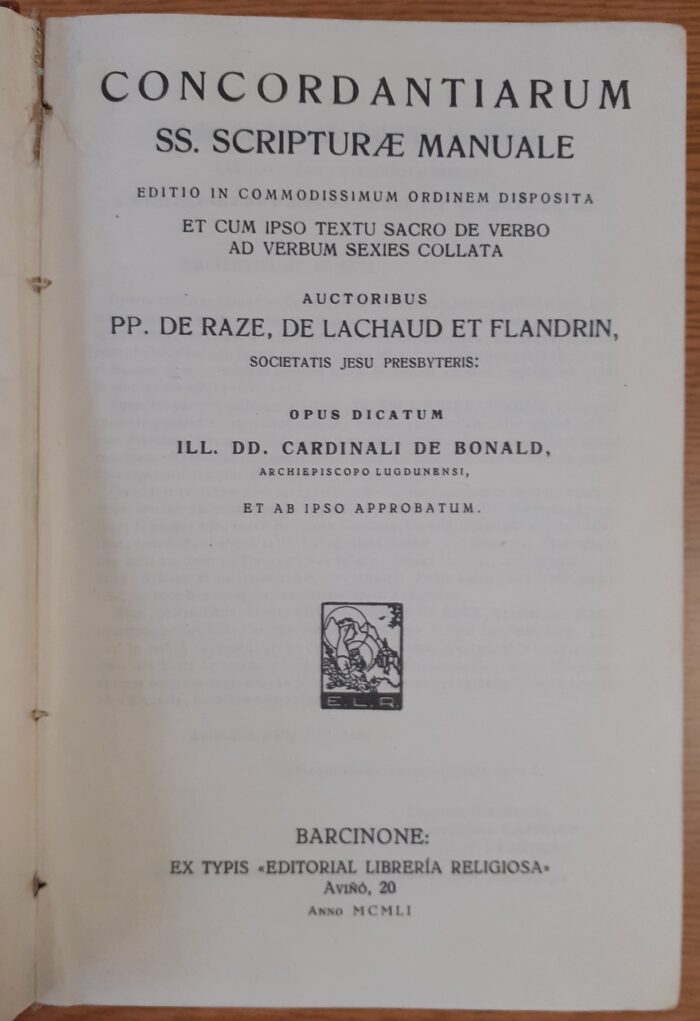 CONCORDANTIARUM
SS. SCRIPTURÆ MANUALE
EDITIO IN COMMODISSIMUM ORDINEM DISPOSITA
ET CUM IPSO TEXTU SACRO DE VERBO
AD VERBUM SEXIES COLLATA
AUCTORIBUS
PP. DE RAZE, DE LACHAUD ET FLANDRIN,
SOCIETATIS JESU PRESBYTERIS:
OPUS DICATUM
ILL. DD. CARDINALI DE BONALD,
ARCHIEPISCOPO LUGDUNENSI,
ET AB IPSO APPROBATUM.
E. L. R.
BARCINONE:
EX TYPIS «EDITORIAL LIBRERÍA RELIGIOSA»
AVIÑÓ, 20
ANNO MCMLI